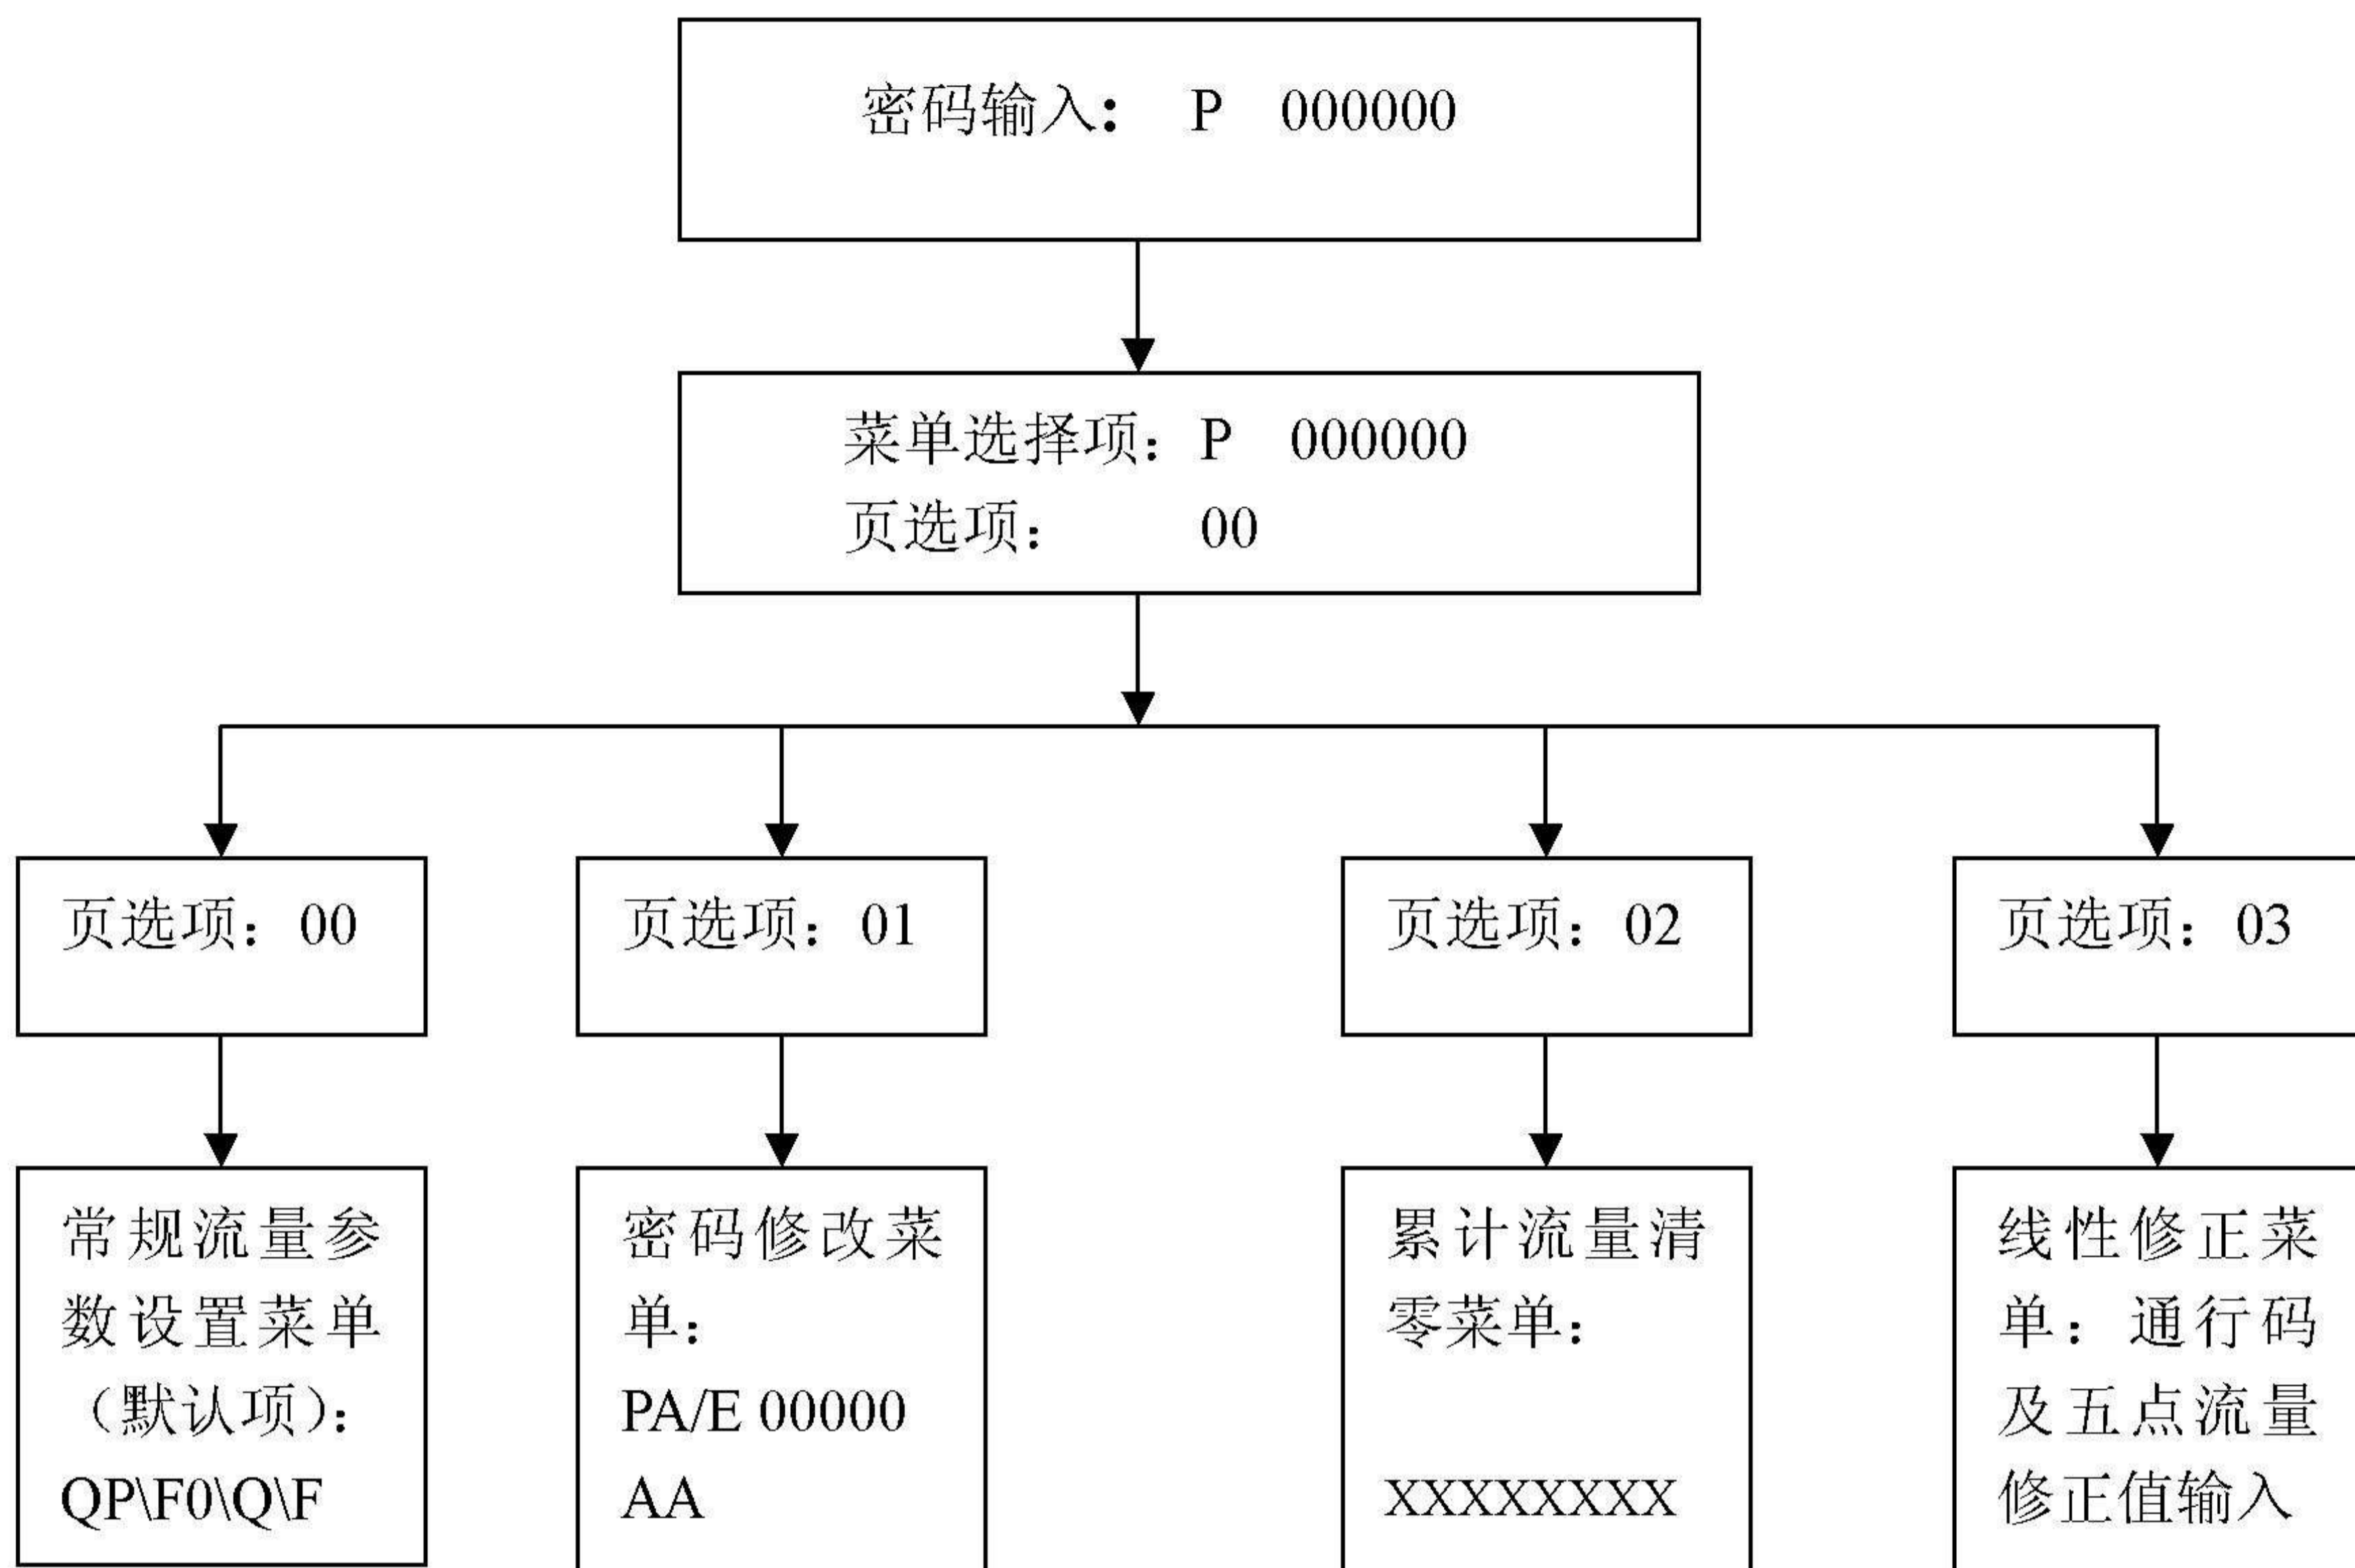 密码输入： P 000000
菜单选择项：P 000000
页选项： 00
页选项：00
页选项：01
页选项：02
页选项：03
常规流量参
数设置菜单
（默认项）：
QP\F0\Q\F
密码修改菜
单：
PA/E 00000
AA
累计流量清
零菜单：
XXXXXXXX
线性修正菜
单：通行码
及五点流量
修正值输入